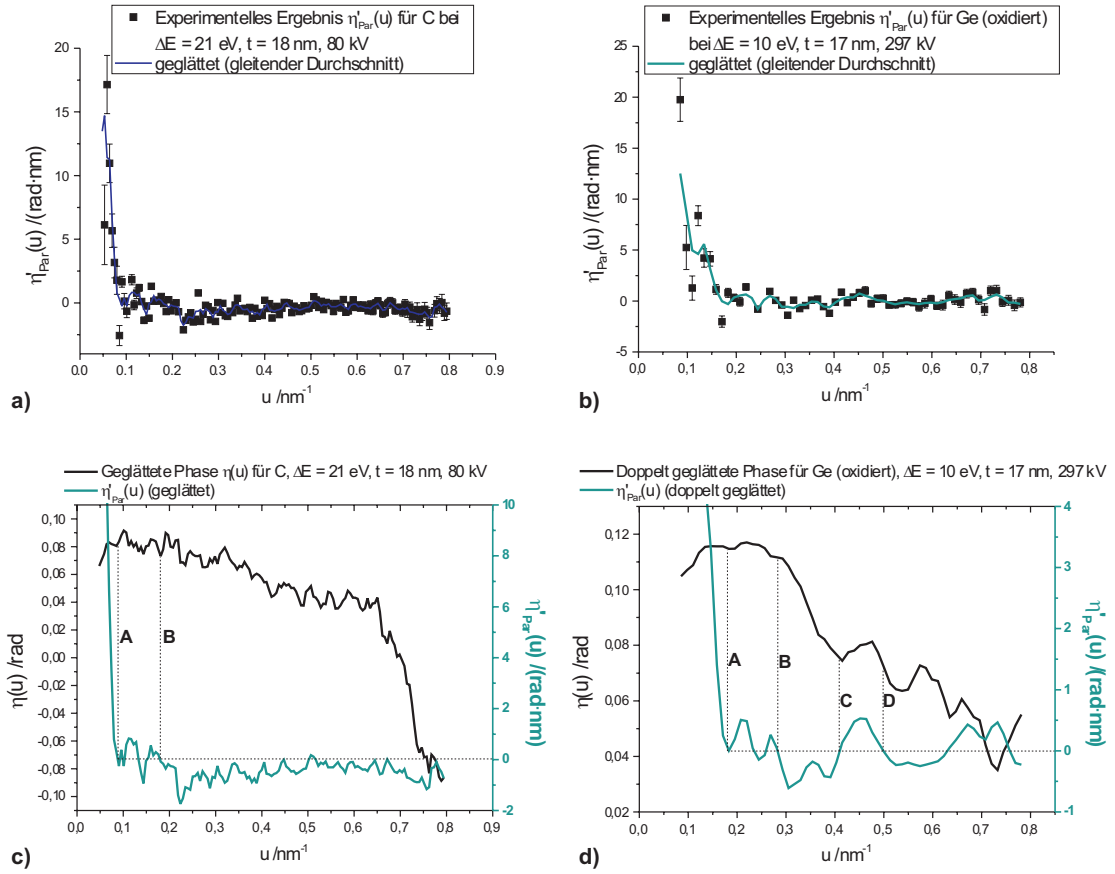 Experimentelles Ergebnis η'Par(u) für C bei
ΔE = 21 eV, t = 18 nm, 80 kV
geglättet (gleitender Durchschnitt)
η'Par(u) /(rad·nm)
20
15
10
5
0
-5
0.0 0.1 0.2 0.3 0.4 0.5 0.6 0.7 0.8 0.9
u /nm-1
a)
Experimentelles Ergebnis η'Par(u) für Ge (oxidiert)
bei ΔE = 10 eV, t = 17 nm, 297 kV
geglättet (gleitender Durchschnitt)
η'Par(u) /(rad·nm)
25
20
15
10
5
0
-5
0,0 0,1 0,2 0,3 0,4 0,5 0,6 0,7 0,8
u /nm-1
b)
Geglättete Phase η(u) für C, ΔE = 21 eV, t = 18 nm, 80 kV
η'Par(u) (geglättet)
η(u) /rad
0,10
0,08
0,06
0,04
0,02
0,00
-0,02
-0,04
-0,06
-0,08
-0,10
A B
10
8
6
4
2
0
-2
η'Par(u) /(rad·nm)
0,0 0,1 0,2 0,3 0,4 0,5 0,6 0,7 0,8 0,9
u /nm-1
c)
Doppelt geglättete Phase für Ge (oxidiert), ΔE = 10 eV, t = 17 nm, 297 kV
η'Par(u) (doppelt geglättet)
η(u) /rad
0,12
0,10
0,08
0,06
0,04
0,02
A B C D
4
3
2
1
0
-1
η'Par(u) /(rad·nm)
0,0 0,1 0,2 0,3 0,4 0,5 0,6 0,7 0,8
u /nm-1
d)